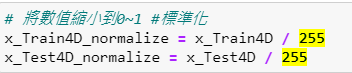 # 將數值縮小到0~1 #標準化
x_Train4D_normalize = x_Train4D / 255
x_Test4D_normalize = x_Test4D / 255